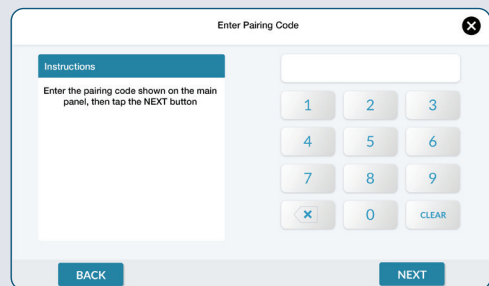 Enter Pairing Code
Instructions
Enter the pairing code shown on the main
panel, then tap the NEXT button
1 2 3
4 5 6
7 8 9
0 CLEAR
BACK NEXT